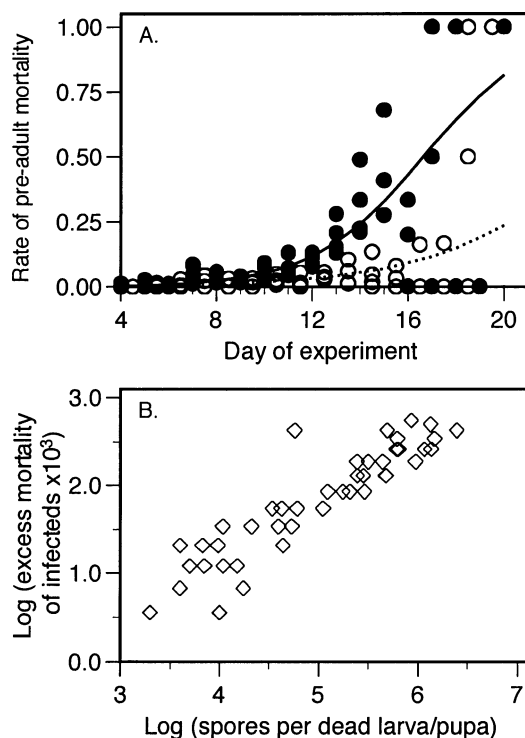 A.
Rate of pre-adult mortality
1.00
0.75
0.50
0.25
0.00
4 8 12 16 20
Day of experiment
B.
Log (excess mortality
of infecteds x10³)
3.0
2.0
1.0
0.0
3 4 5 6 7
Log (spores per dead larva/pupa)